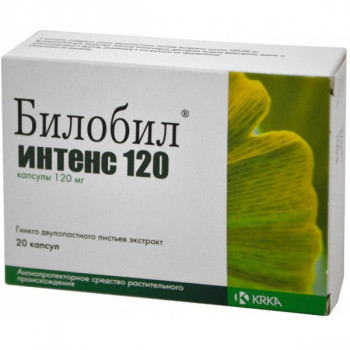 Билобил®
ИНТЕНС 120
капсулы 120 мг
Гинкго двулопастного листьев экстракт
20 капсул
Ангиопротекторное средство растительного
происхождения
KRKA